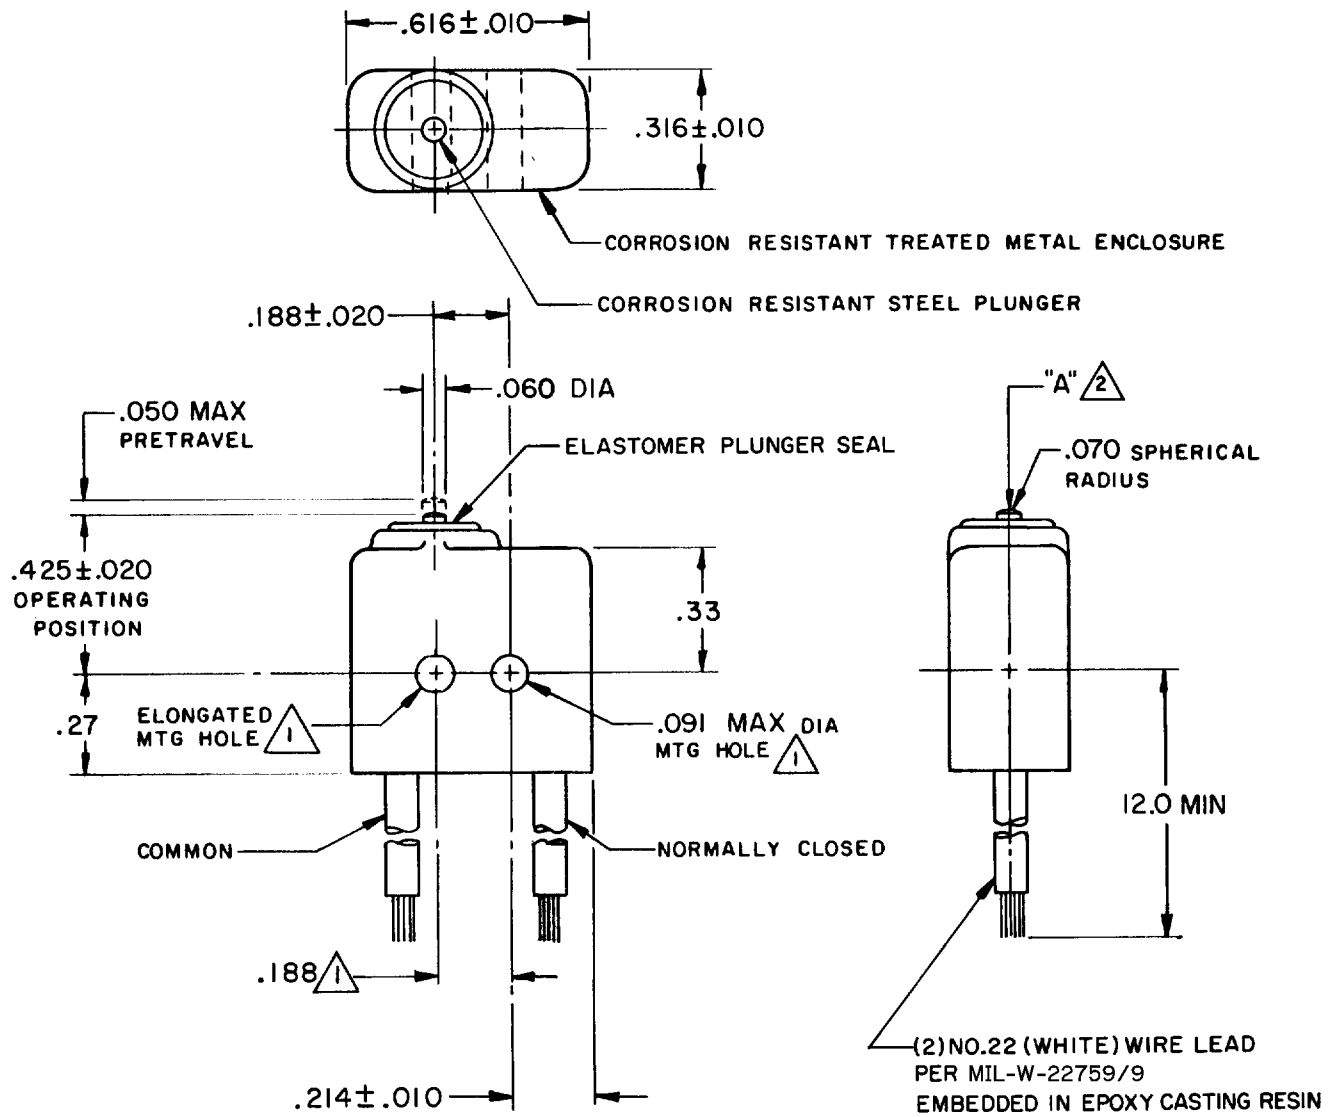 .616±.010
.316±.010
CORROSION RESISTANT TREATED METAL ENCLOSURE
CORROSION RESISTANT STEEL PLUNGER
.188±.020
.060 DIA
"A" 2
.050 MAX
PRETRAVEL
ELASTOMER PLUNGER SEAL
.070 SPHERICAL
RADIUS
.425±.020
OPERATING
POSITION
.33
.27
ELONGATED
MTG HOLE 1
.091 MAX DIA
MTG HOLE 1
12.0 MIN
COMMON
NORMALLY CLOSED
.188 1
(2) NO.22 (WHITE) WIRE LEAD
PER MIL-W-22759/9
EMBEDDED IN EPOXY CASTING RESIN
.214±.010